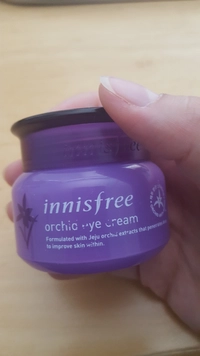 innisfree
orchid eye cream
Formulated with Jeju orchid extracts that
to improve skin within.